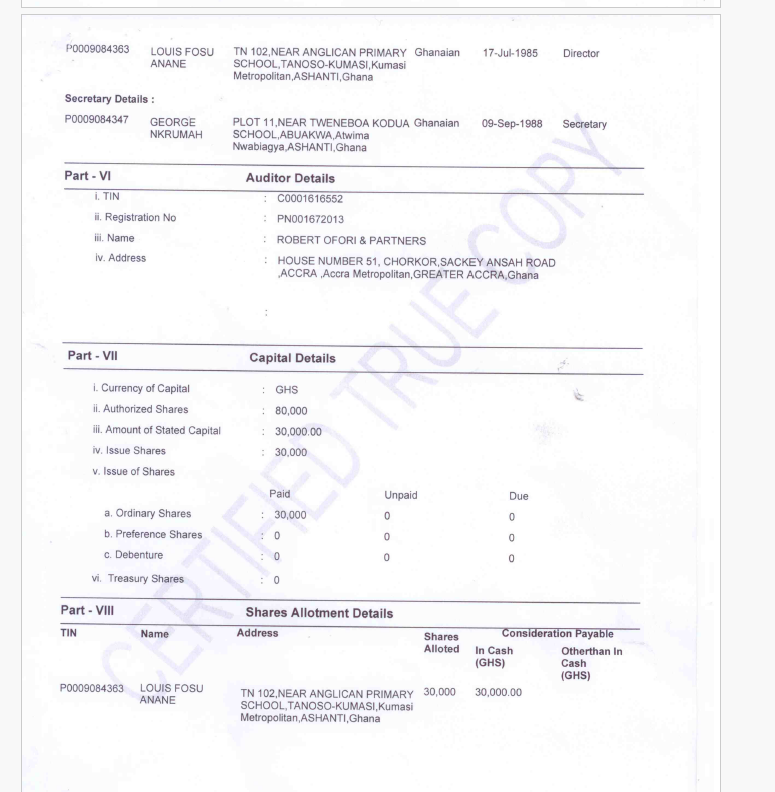 P0009084363 LOUIS FOSU TN 102,NEAR ANGLICAN PRIMARY Ghanaian 17-Jul-1985 Director
ANANE SCHOOL,TANOSO-KUMASI,Kumasi
Metropolitan,ASHANTI,Ghana
Secretary Details :
P0009084347 GEORGE PLOT 11,NEAR TWENEBOA KODUA Ghanaian 09-Sep-1988 Secretary
NKRUMAH SCHOOL,ABUAKWA,Atwima
Nwabiagya,ASHANTI,Ghana
Part - VI Auditor Details
i. TIN : C0001616552
ii. Registration No : PN001672013
iii. Name : ROBERT OFORI & PARTNERS
iv. Address : HOUSE NUMBER 51, CHORKOR,SACKEY ANSAH ROAD
,ACCRA ,Accra Metropolitan,GREATER ACCRA,Ghana
:
Part - VII Capital Details
i. Currency of Capital : GHS
ii. Authorized Shares : 80,000
iii. Amount of Stated Capital : 30,000.00
iv. Issue Shares : 30,000
v. Issue of Shares
Paid Unpaid Due
a. Ordinary Shares : 30,000 0 0
b. Preference Shares : 0 0 0
c. Debenture : 0 0 0
vi. Treasury Shares : 0
Part - VIII Shares Allotment Details
TIN Name Address Shares Consideration Payable
Alloted In Cash Otherthan In
(GHS) Cash
(GHS)
P0009084363 LOUIS FOSU TN 102,NEAR ANGLICAN PRIMARY 30,000 30,000.00
ANANE SCHOOL,TANOSO-KUMASI,Kumasi
Metropolitan,ASHANTI,Ghana
CERTIFIED TRUE COPY